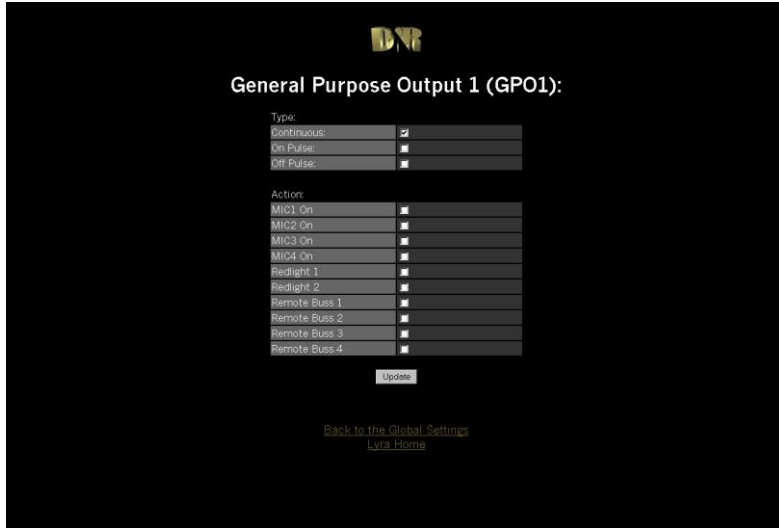 DNR
General Purpose Output 1 (GPO1):
Type:
Continuous:
On Pulse:
Off Pulse:
Action:
MIC1 On
MIC2 On
MIC3 On
MIC4 On
Redlight 1
Redlight 2
Remote Buss 1
Remote Buss 2
Remote Buss 3
Remote Buss 4
Update
Back to the Global Settings
Lyra Home